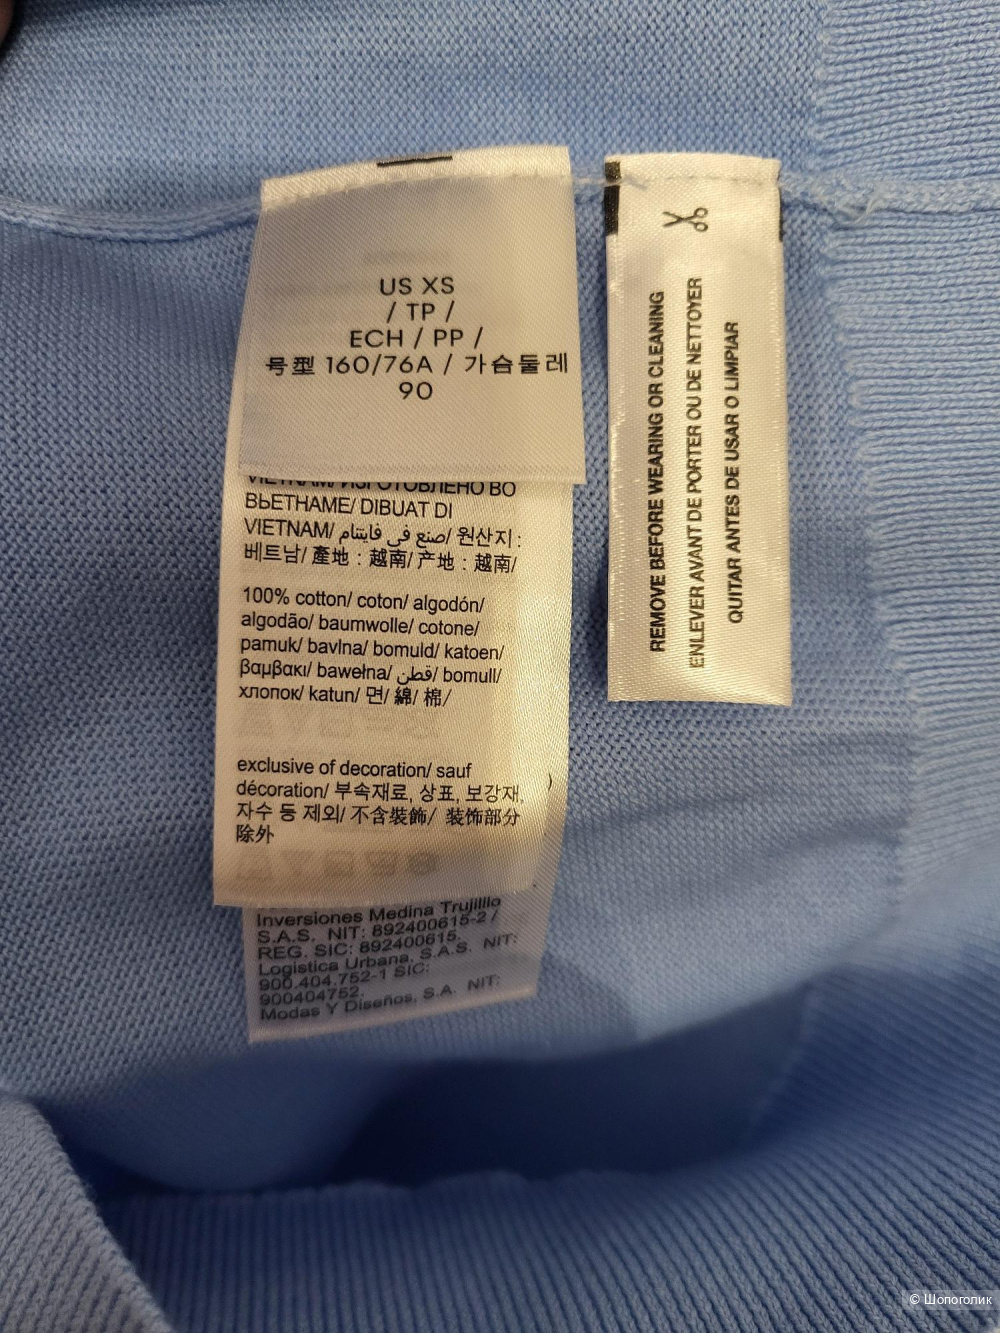 US XS
/ TP /
ECH / PP /
号型 160/76A / 가슴둘레
90
VIETNAM/ ИЗГОТОВЛЕНО ВО
ВЬЕТНАМЕ/ DIBUAT DI
VIETNAM/ صنع في فايتنام/ 원산지 :
베트남/ 產地 : 越南/ 产地 : 越南/
100% cotton/ coton/ algodón/
algodão/ baumwolle/ cotone/
pamuk/ bavlna/ bomuld/ katoen/
βαμβακι/ bawełna/ قطن/ bomull/
хлопок/ katun/ 면/ 綿/ 棉/
exclusive of decoration/ sauf
décoration/ 부속재료, 상표, 보강재,
자수 등 제외/ 不含裝飾/ 装饰部分
除外
Inversiones Medina Trujilllo
S.A.S. NIT: 892400615-2 /
REG. SIC: 892400615.
Logistica Urbana, S.A.S. NIT:
900.404.752-1 SIC:
900404752.
Modas Y Diseños, S.A. NIT:
REMOVE BEFORE WEARING OR CLEANING
ENLEVER AVANT DE PORTER OU DE NETTOYER
QUITAR ANTES DE USAR O LIMPIAR
© Шопоголик